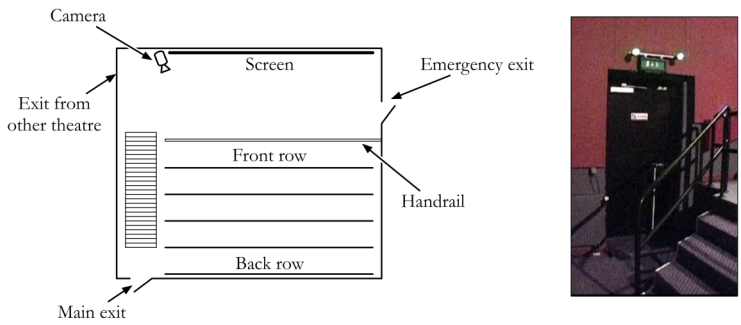 Camera
Screen
Emergency exit
Exit from
other theatre
Front row
Handrail
Back row
Main exit